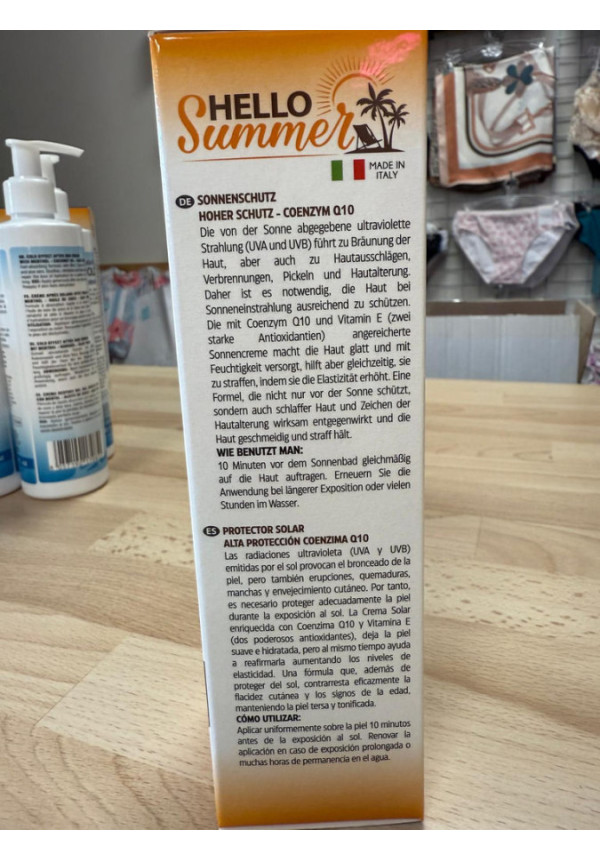 HELLO
Summer
MADE IN
ITALY
DE SONNENSCHUTZ
HOHER SCHUTZ - COENZYM Q10
Die von der Sonne abgegebene ultraviolette
Strahlung (UVA und UVB) führt zu Bräunung der
Haut, aber auch zu Hautausschlägen,
Verbrennungen, Pickeln und Hautalterung.
Daher ist es notwendig, die Haut bei
Sonneneinstrahlung ausreichend zu schützen.
Die mit Coenzym Q10 und Vitamin E (zwei
starke Antioxidantien) angereicherte
Sonnencreme macht die Haut glatt und mit
Feuchtigkeit versorgt, hilft aber gleichzeitig, sie
zu straffen, indem sie die Elastizität erhöht. Eine
Formel, die nicht nur vor der Sonne schützt,
sondern auch schlaffer Haut und Zeichen der
Hautalterung wirksam entgegenwirkt und die
Haut geschmeidig und straff hält.
WIE BENUTZT MAN:
10 Minuten vor dem Sonnenbad gleichmäßig
auf die Haut auftragen. Erneuern Sie die
Anwendung bei längerer Exposition oder vielen
Stunden im Wasser.
ES PROTECTOR SOLAR
ALTA PROTECCIÓN COENZIMA Q10
Las radiaciones ultravioleta (UVA y UVB)
emitidas por el sol provocan el bronceado de la
piel, pero también erupciones, quemaduras,
manchas y envejecimiento cutáneo. Por tanto,
es necesario proteger adecuadamente la piel
durante la exposición al sol. La Crema Solar
enriquecida con Coenzima Q10 y Vitamina E
(dos poderosos antioxidantes), deja la piel
suave e hidratada, pero al mismo tiempo ayuda
a reafirmarla aumentando los niveles de
elasticidad. Una fórmula que, además de
proteger del sol, contrarresta eficazmente la
flacidez cutánea y los signos de la edad,
manteniendo la piel tersa y tonificada.
CÓMO UTILIZAR:
Aplicar uniformemente sobre la piel 10 minutos
antes de la exposición al sol. Renovar la
aplicación en caso de exposición prolongada o
muchas horas de permanencia en el agua.